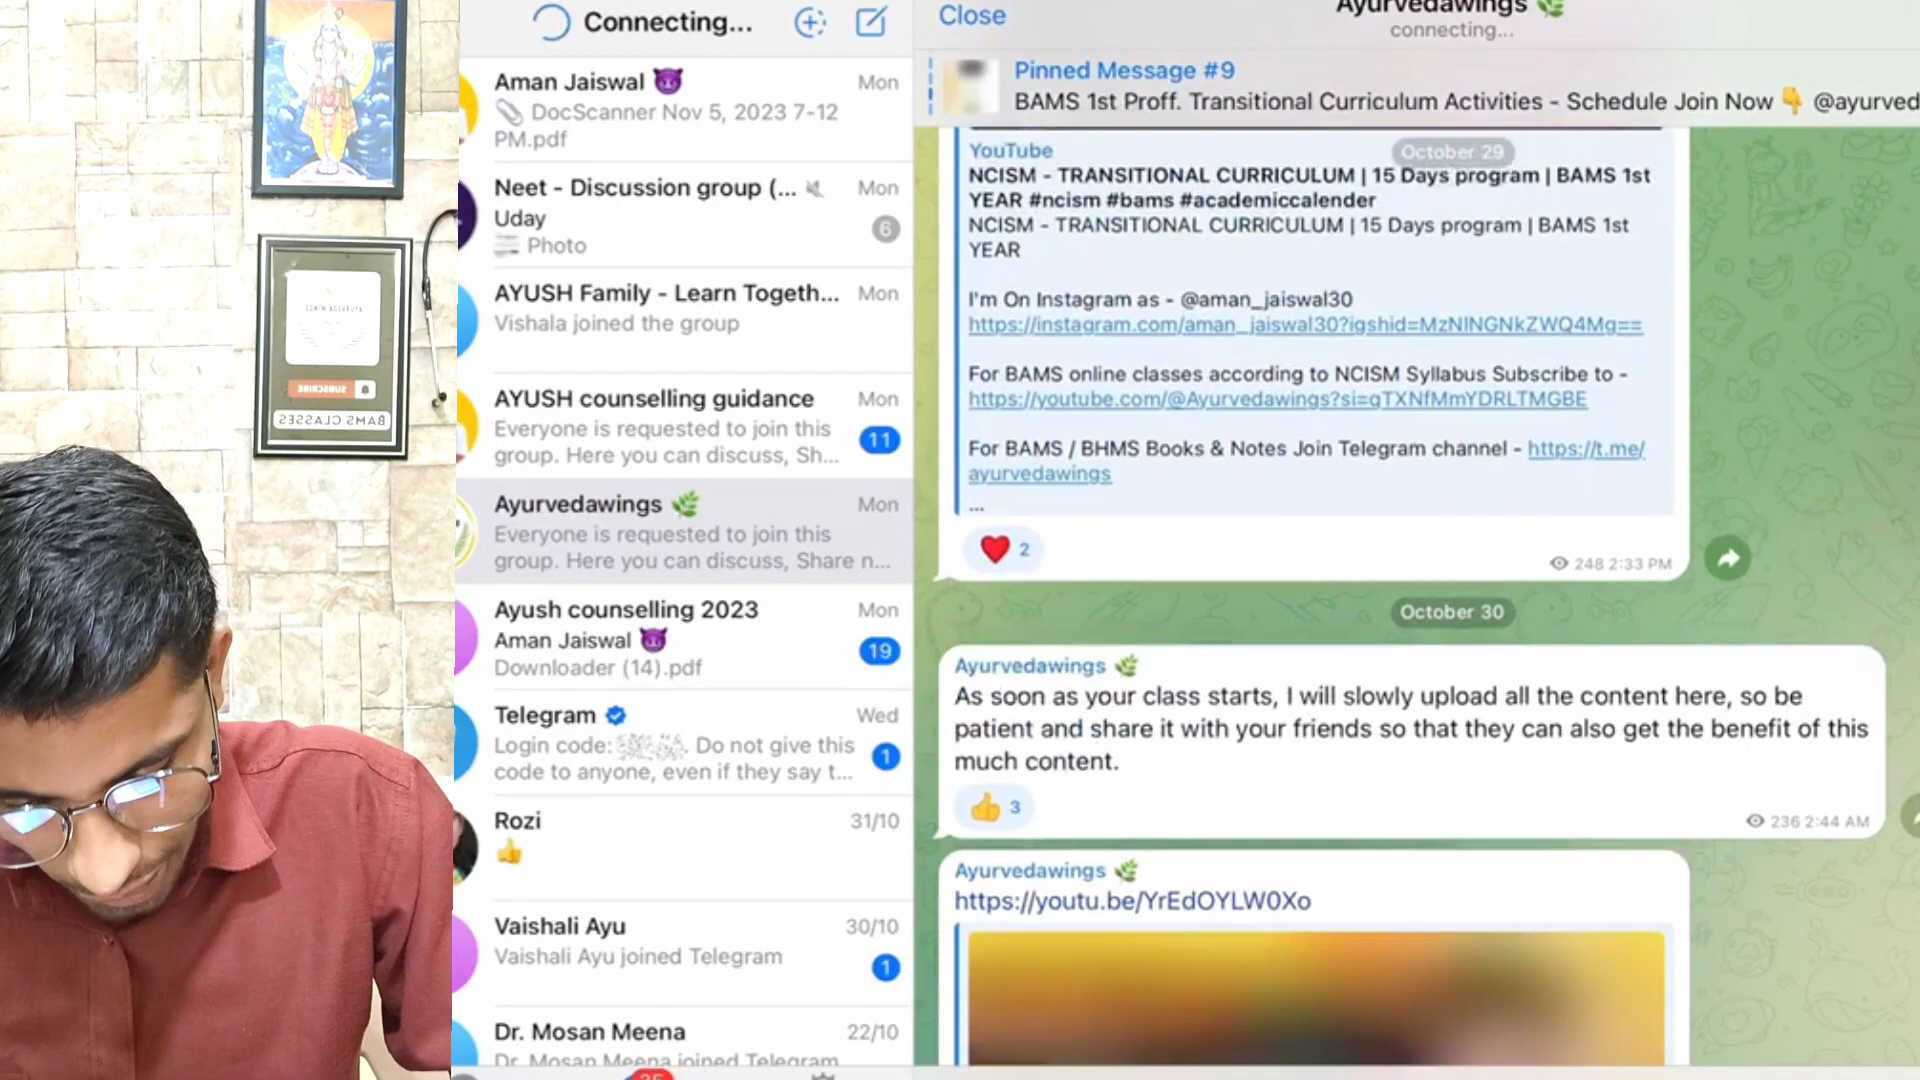 AYURVEDA WINGS
SUBSCRIBE
BAMS CLASSES
Connecting...
Aman Jaiswal 😈 Mon
DocScanner Nov 5, 2023 7-12
PM.pdf
Neet - Discussion group (... Mon
Uday
Photo 6
AYUSH Family - Learn Togeth... Mon
Vishala joined the group
AYUSH counselling guidance Mon
Everyone is requested to join this
group. Here you can discuss, Sh... 11
Ayurvedawings 🌿 Mon
Everyone is requested to join this
group. Here you can discuss, Share n...
Ayush counselling 2023 Mon
Aman Jaiswal 😈
Downloader (14).pdf 19
Telegram Wed
Login code: . Do not give this
code to anyone, even if they say t... 1
Rozi 31/10
👍
Vaishali Ayu 30/10
Vaishali Ayu joined Telegram 1
Dr. Mosan Meena 22/10
Dr. Mosan Meena joined Telegram
Close
Ayurvedawings 🌿
connecting...
Pinned Message #9
BAMS 1st Proff. Transitional Curriculum Activities - Schedule Join Now 👇 @ayurved
October 29
YouTube
NCISM - TRANSITIONAL CURRICULUM | 15 Days program | BAMS 1st
YEAR #ncism #bams #academiccalender
NCISM - TRANSITIONAL CURRICULUM | 15 Days program | BAMS 1st
YEAR
I'm On Instagram as - @aman_jaiswal30
https://instagram.com/aman_jaiswal30?igshid=MzNlNGNkZWQ4Mg==
For BAMS online classes according to NCISM Syllabus Subscribe to -
https://youtube.com/@Ayurvedawings?si=qTXNfMmYDRLTMGBE
For BAMS / BHMS Books & Notes Join Telegram channel - https://t.me/
ayurvedawings
...
❤️ 2
248 2:33 PM
October 30
Ayurvedawings 🌿
As soon as your class starts, I will slowly upload all the content here, so be
patient and share it with your friends so that they can also get the benefit of this
much content.
👍 3
236 2:44 AM
Ayurvedawings 🌿
https://youtu.be/YrEdOYLW0Xo